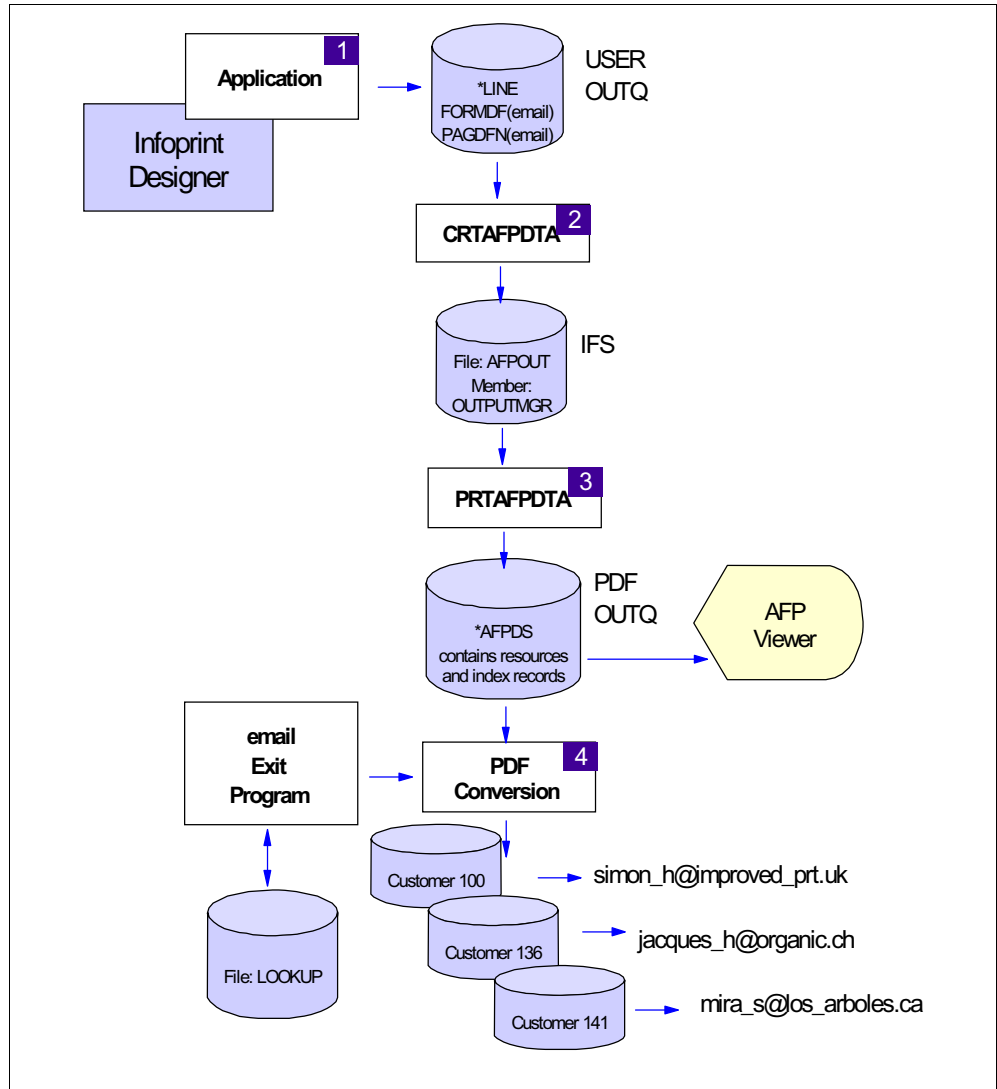 1
Application
Infoprint
Designer
*LINE
FORMDF(email)
PAGDFN(email)
USER
OUTQ
2
CRTAFPDTA
File: AFPOUT
Member:
OUTPUTMGR
IFS
3
PRTAFPDTA
*AFPDS
contains resources
and index records
PDF
OUTQ
AFP
Viewer
email
Exit
Program
4
PDF
Conversion
File: LOOKUP
Customer 100
simon_h@improved_prt.uk
Customer 136
jacques_h@organic.ch
Customer 141
mira_s@los_arboles.ca